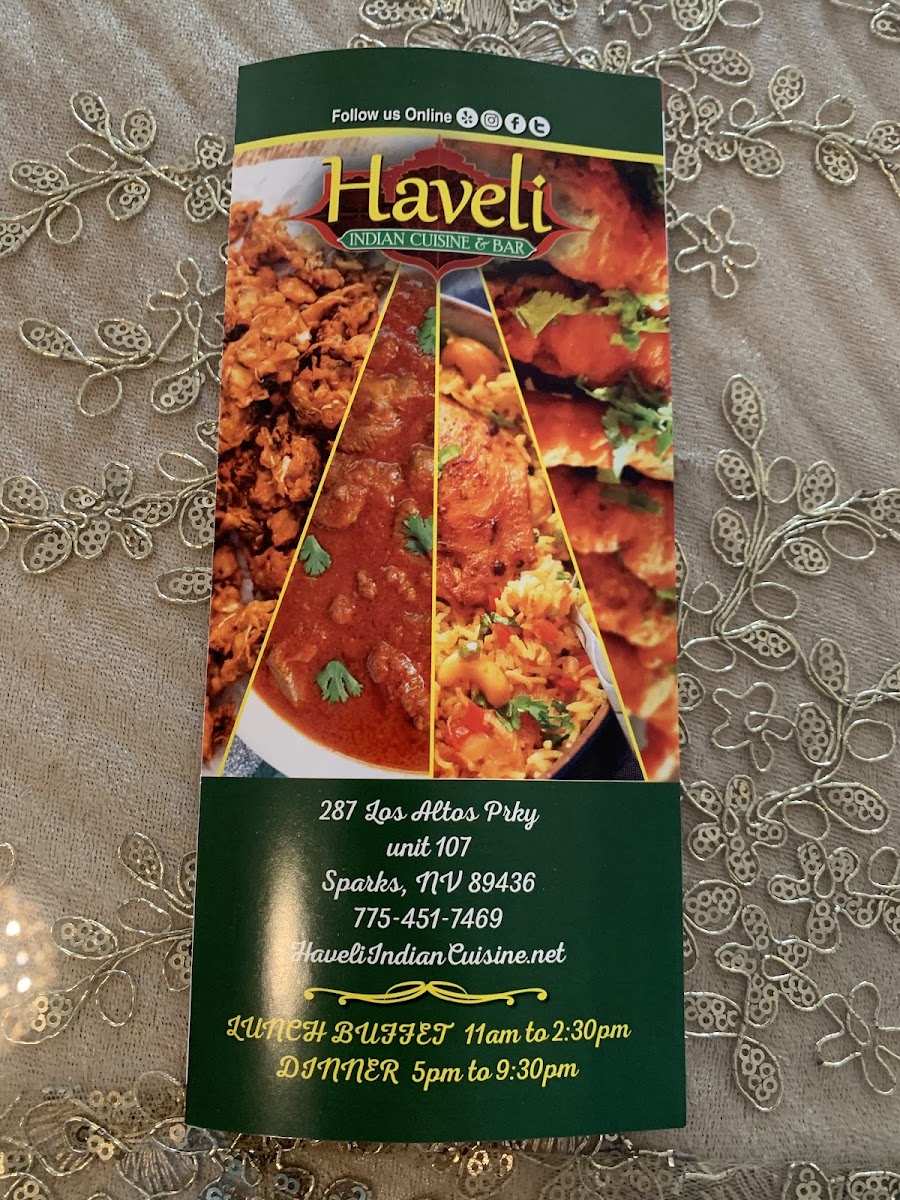 Follow us Online
Haveli
INDIAN CUISINE & BAR
287 Los Altos Prky
unit 107
Sparks, NV 89436
775-451-7469
HaveliIndianCuisine.net
LUNCH BUFFET 11am to 2:30pm
DINNER 5pm to 9:30pm